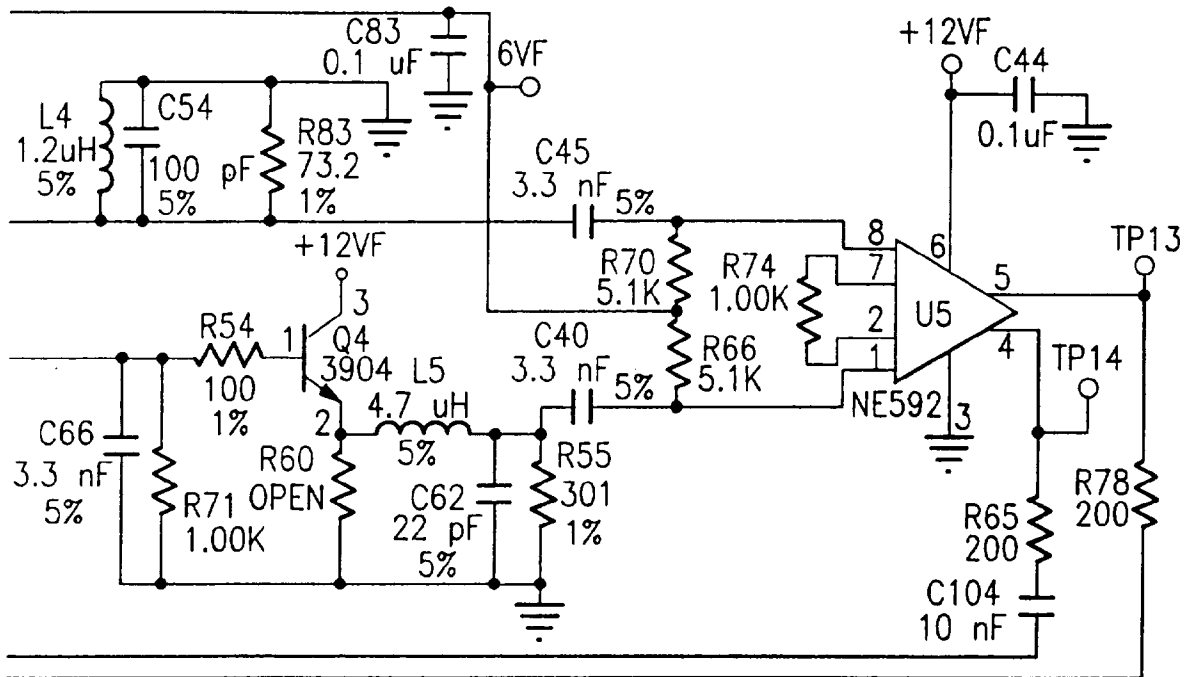 C83
0.1 uF
6VF
+12VF
C44
0.1uF
L4
1.2uH
5%
C54
100 pF
5%
R83
73.2
1%
C45
3.3 nF
5%
+12VF
3
R70
5.1K
R74
1.00K
8
7
2
1
6
U5
5
4
3
NE592
TP13
TP14
R54
100
1%
1
Q4
3904
2
L5
4.7 uH
5%
C40
3.3 nF
5%
R66
5.1K
C66
3.3 nF
5%
R71
1.00K
R60
OPEN
C62
22 pF
5%
R55
301
1%
R65
200
R78
200
C104
10 nF